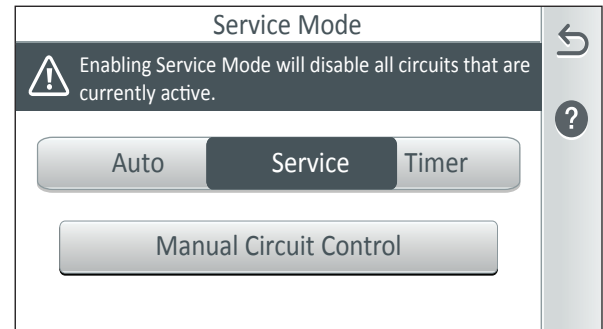 Service Mode
Enabling Service Mode will disable all circuits that are
currently active.
Auto Service Timer
Manual Circuit Control
?